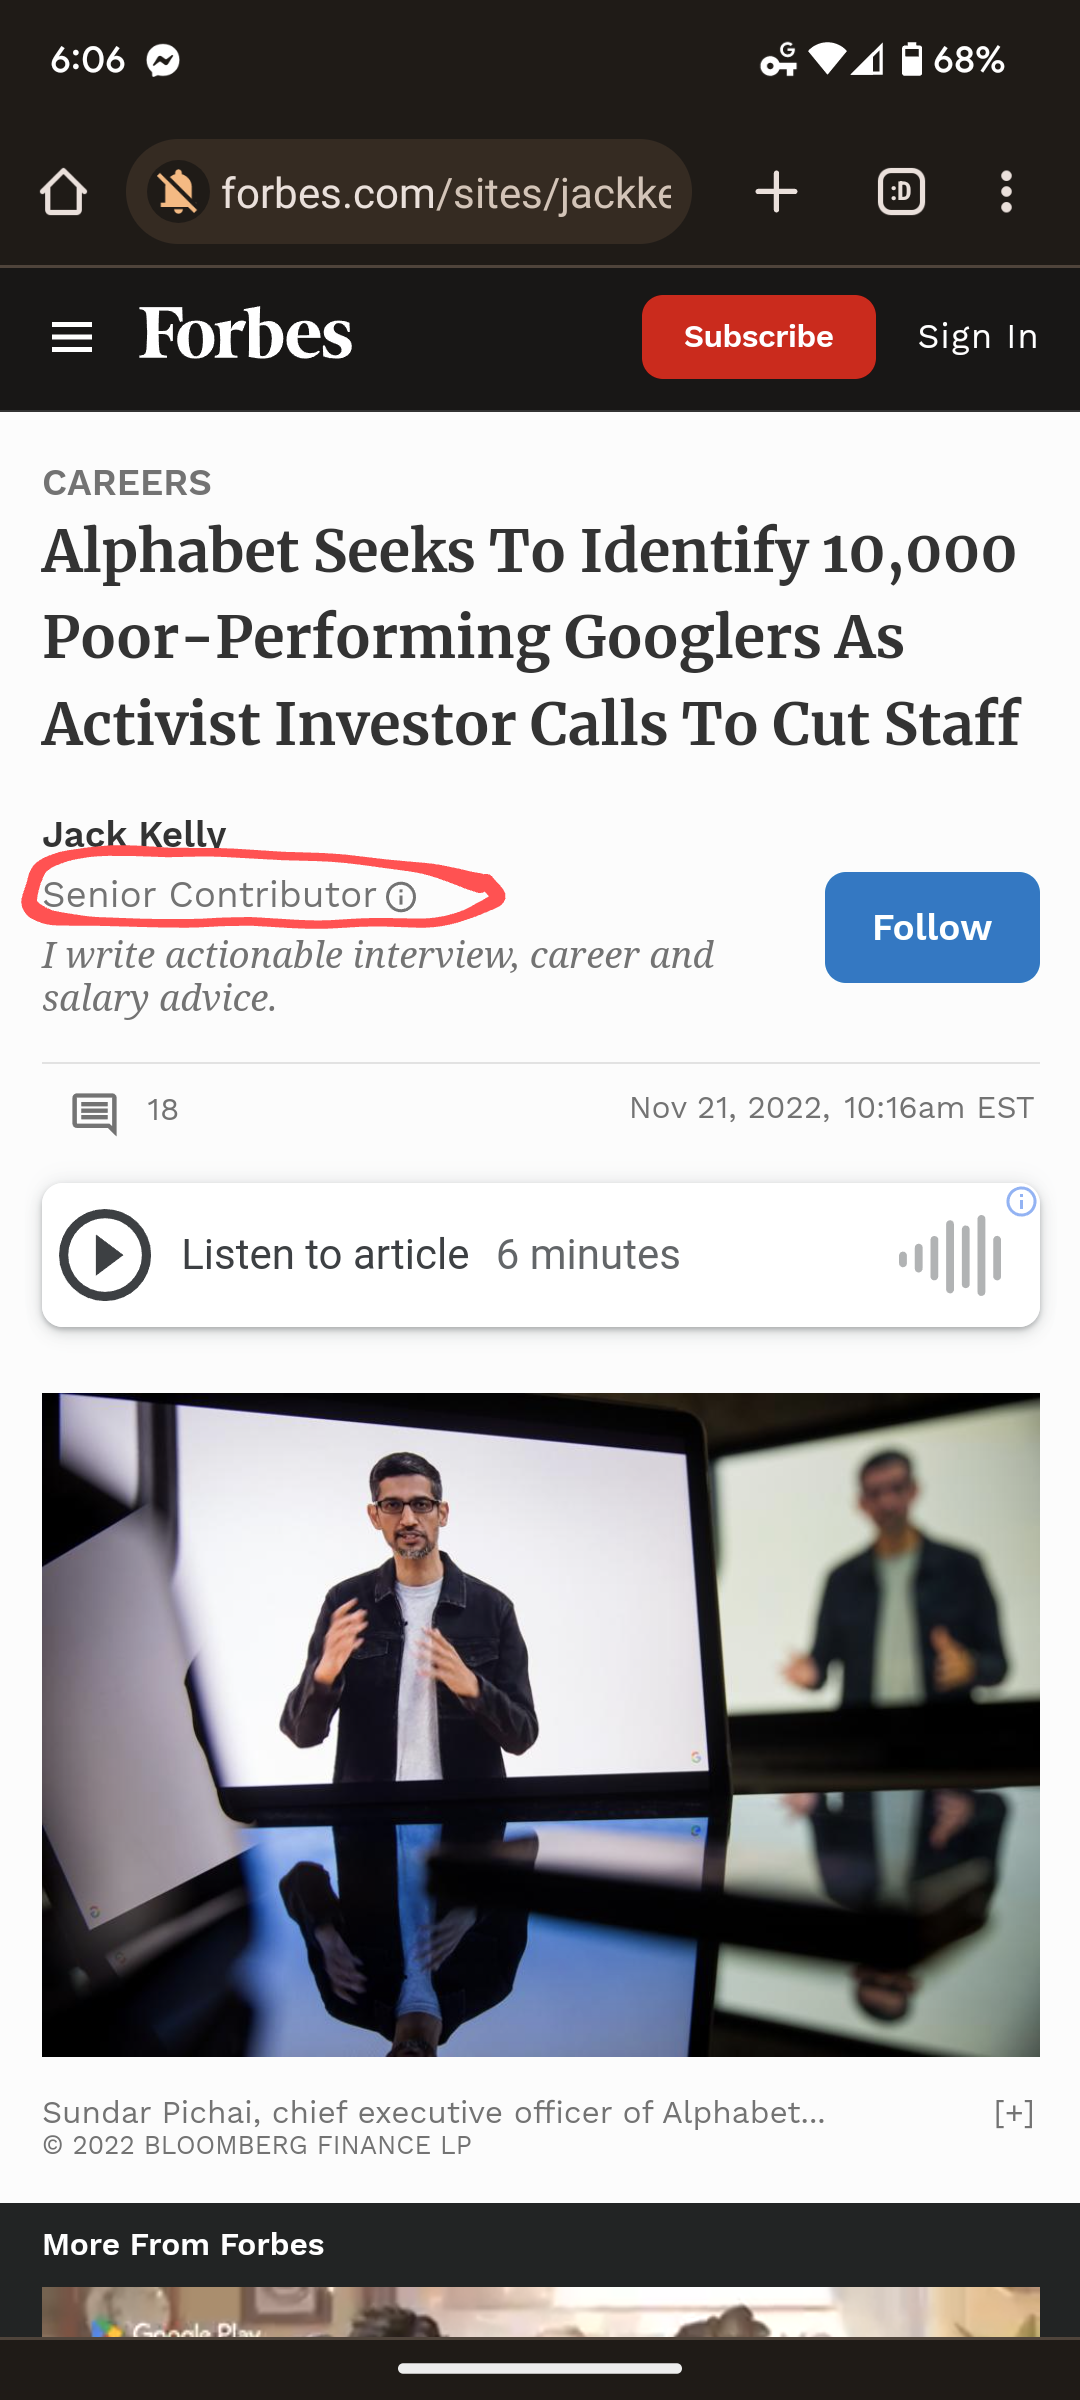 6:06 68%
forbes.com/sites/jackke :D
Forbes Subscribe Sign In
CAREERS
Alphabet Seeks To Identify 10,000
Poor-Performing Googlers As
Activist Investor Calls To Cut Staff
Jack Kelly
Senior Contributor
I write actionable interview, career and
salary advice.
Follow
18 Nov 21, 2022, 10:16am EST
Listen to article 6 minutes
Sundar Pichai, chief executive officer of Alphabet... [+]
© 2022 BLOOMBERG FINANCE LP
More From Forbes
Google Play